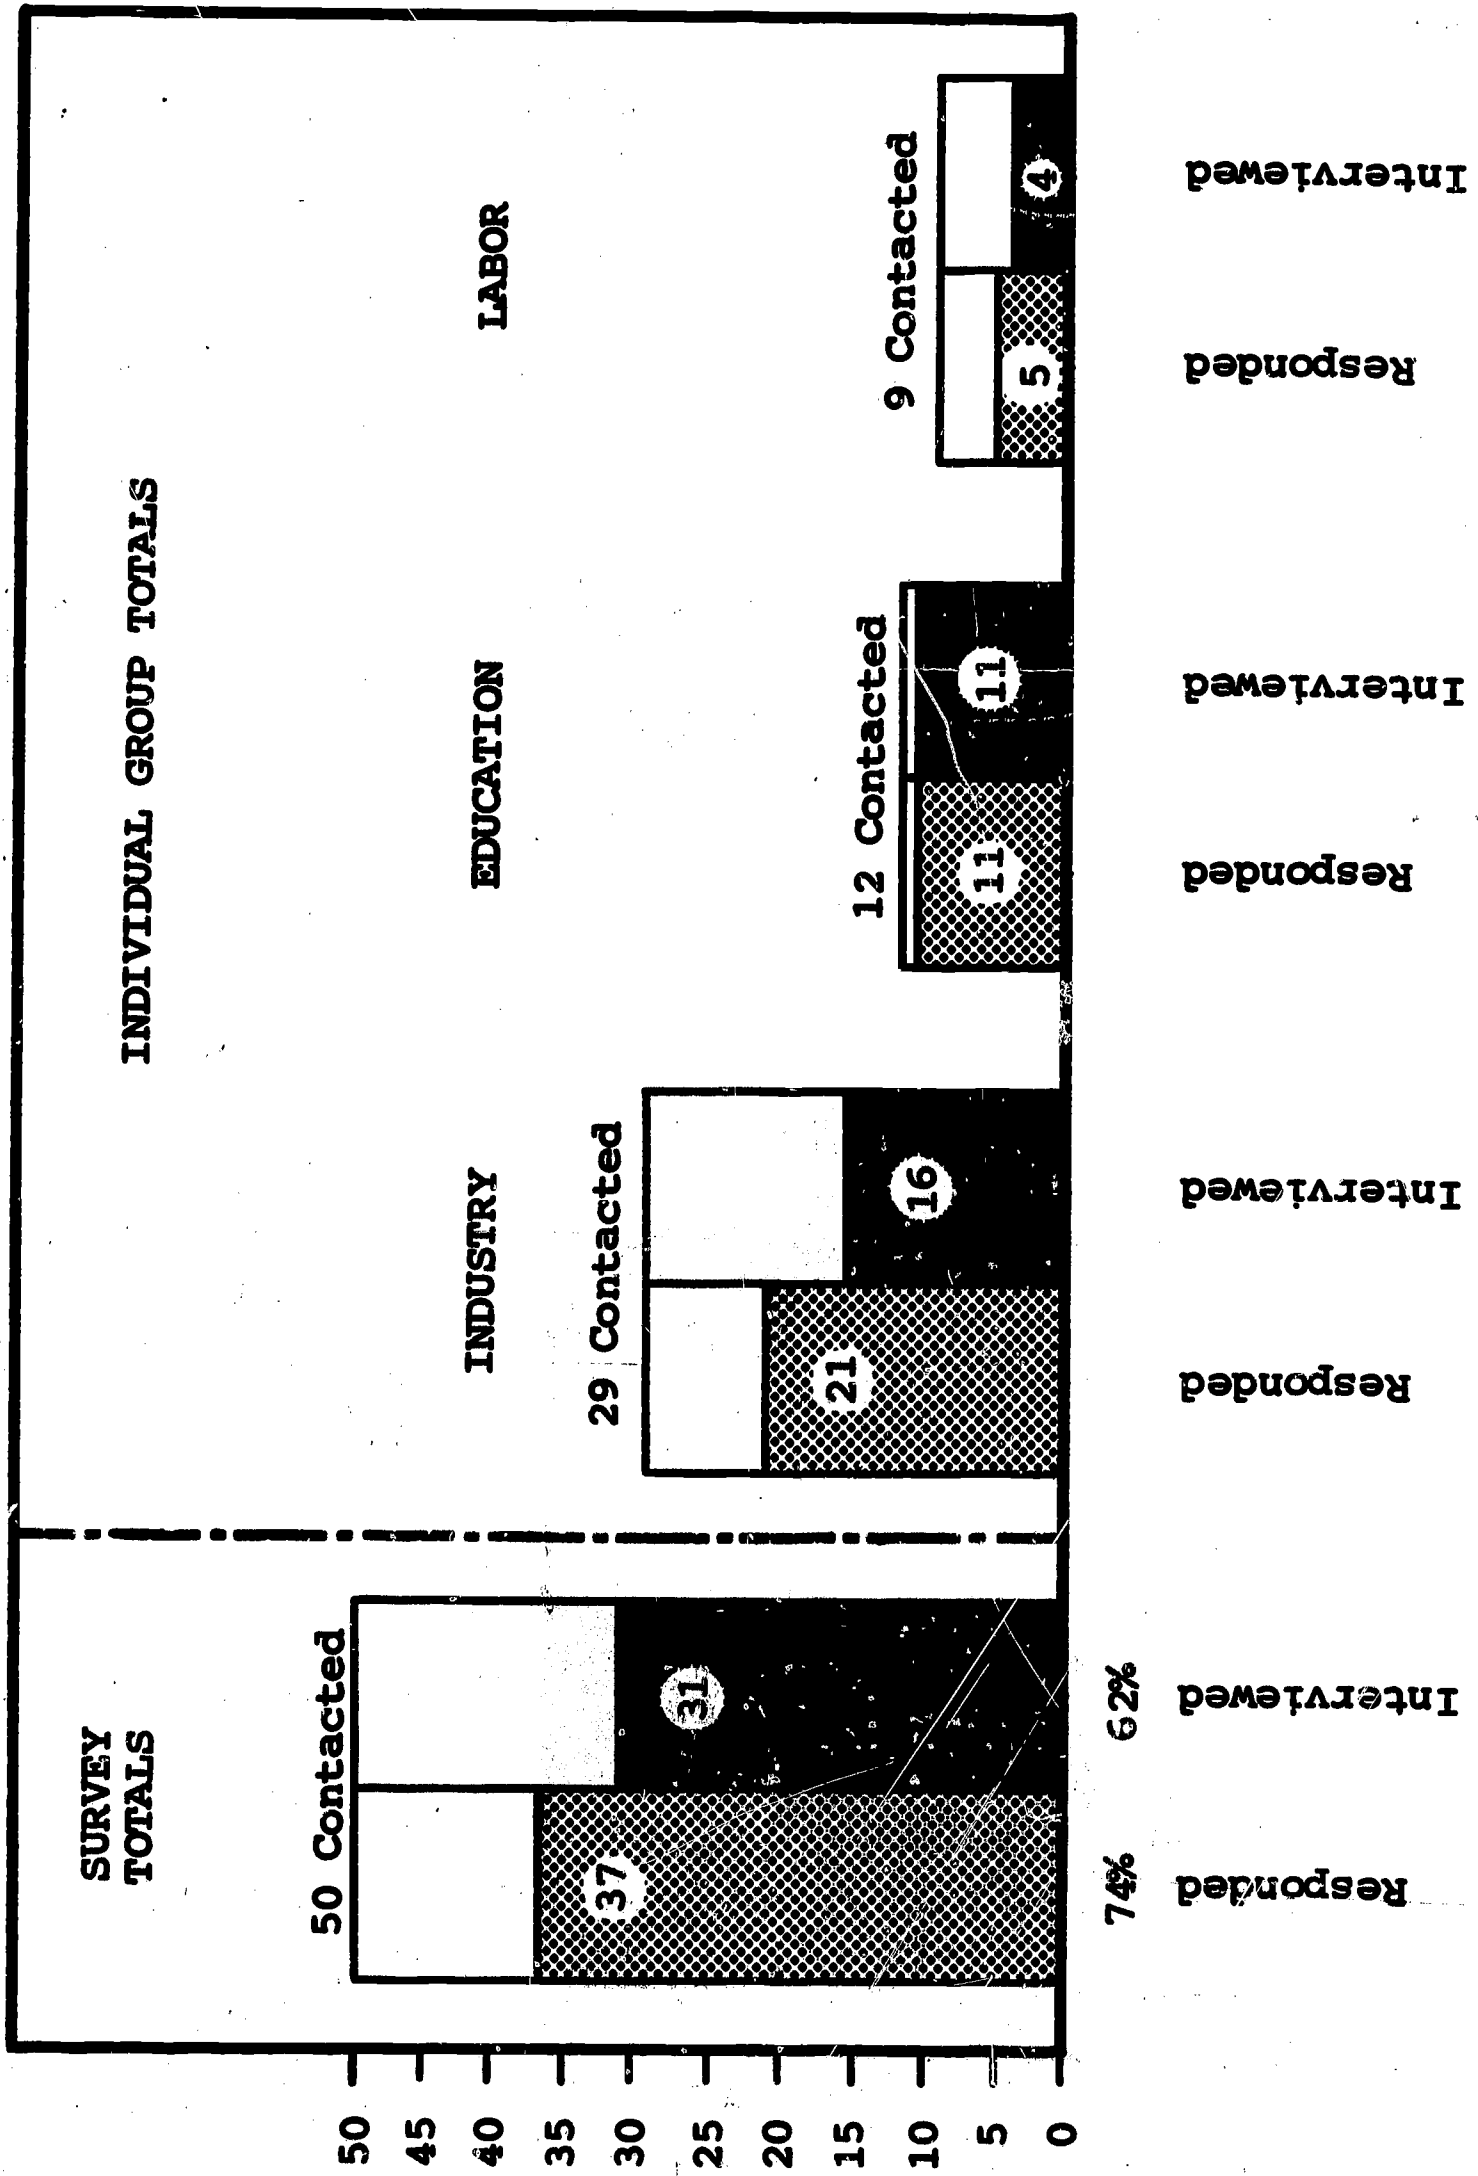 SURVEY
TOTALS
INDIVIDUAL GROUP TOTALS
INDUSTRY
EDUCATION
LABOR
50 Contacted
29 Contacted
12 Contacted
9 Contacted
50
45
40
35
30
25
20
15
10
5
0
37
31
21
16
11
11
5
4
74%
62%
Responded
Interviewed
Responded
Interviewed
Responded
Interviewed
Responded
Interviewed